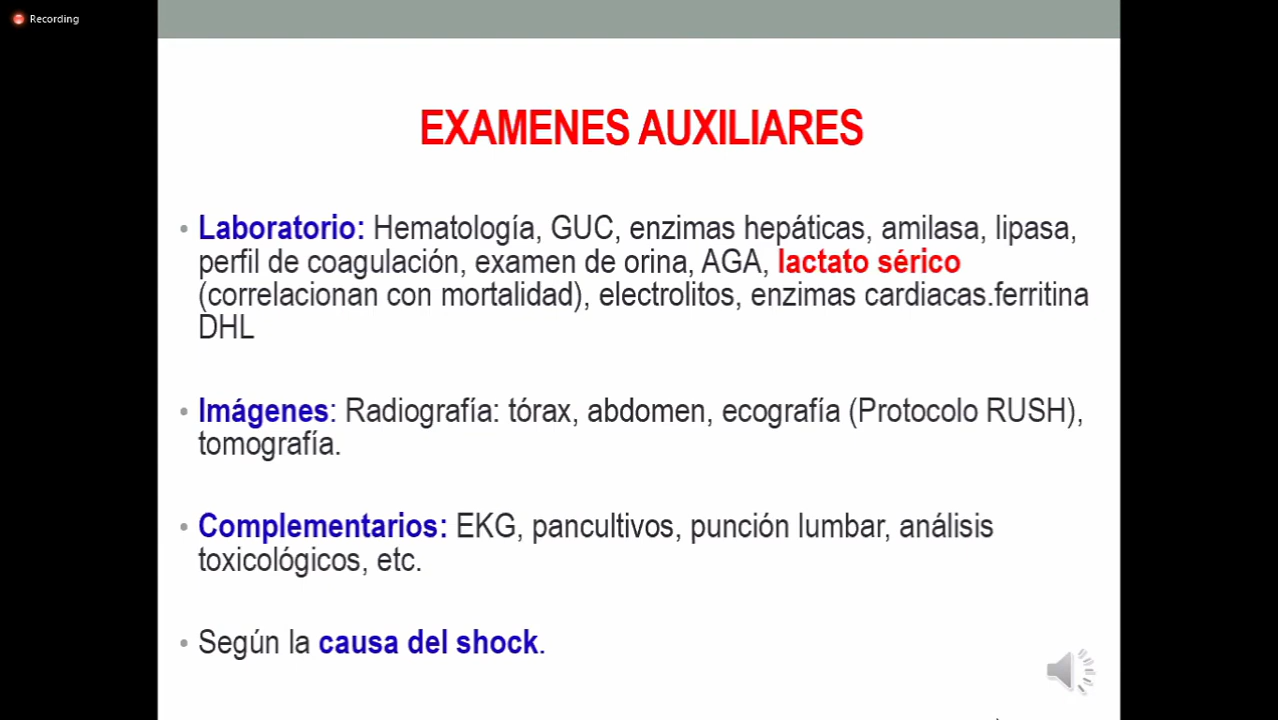 Recording
EXAMENES AUXILIARES
• Laboratorio: Hematología, GUC, enzimas hepáticas, amilasa, lipasa,
perfil de coagulación, examen de orina, AGA, lactato sérico
(correlacionan con mortalidad), electrolitos, enzimas cardiacas.ferritina
DHL
• Imágenes: Radiografía: tórax, abdomen, ecografía (Protocolo RUSH),
tomografía.
• Complementarios: EKG, pancultivos, punción lumbar, análisis
toxicológicos, etc.
• Según la causa del shock.